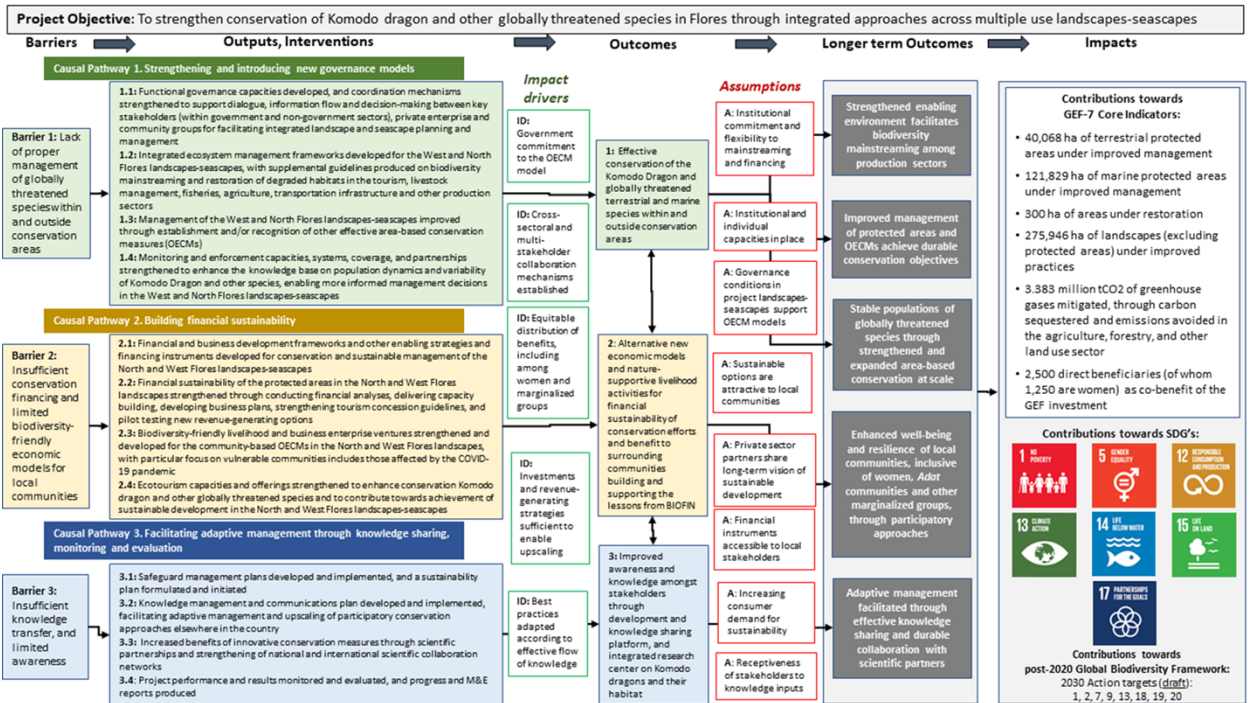 Project Objective: To strengthen conservation of Komodo dragon and other globally threatened species in Flores through integrated approaches across multiple use landscapes-seascapes
Barriers
Outputs, Interventions
Outcomes
Longer term Outcomes
Impacts
Causal Pathway 1. Strengthening and introducing new governance models
Barrier 1: Lack
of proper
management
of globally
threatened
specieswithin
and outside
conservation
areas
1.1: Functional governance capacities developed, and coordination mechanisms
strengthened to support dialogue, information flow and decision-making between key
stakeholders (within government and non-government sectors), private enterprise and
community groups for facilitating integrated landscape and seascape planning and
management
1.2: Integrated ecosystem management frameworks developed for the West and North
Flores landscapes-seascapes, with supplemental guidelines produced on biodiversity
mainstreaming and restoration of degraded habitats in the tourism, livestock
management, fisheries, agriculture, transportation infrastructure and other production
sectors
1.3: Management of the West and North Flores landscapes-seascapes improved
through establishment and/or recognition of other effective area-based conservation
measures (OECMs)
1.4: Monitoring and enforcement capacities, systems, coverage, and partnerships
strengthened to enhance the knowledge base on population dynamics and variability
of Komodo Dragon and other species, enabling more informed management decisions
in the West and North Flores landscapes-seascapes
Causal Pathway 2. Building financial sustainability
Barrier 2:
Insufficient
conservation
financing and
limited
biodiversity-
friendly
economic
models for
local
communities
2.1: Financial and business development frameworks and other enabling strategies and
financing instruments developed for conservation and sustainable management of the
North and West Flores landscapes-seascapes
2.2: Financial sustainability of the protected areas in the North and West Flores
landscapes strengthened through conducting financial analyses, delivering capacity
building, developing business plans, strengthening tourism concession guidelines, and
pilot testing new revenue-generating options
2.3: Biodiversity-friendly livelihood and business enterprise ventures strengthened and
developed for the community-based OECMs in the North and West Flores landscapes,
with particular focus on vulnerable communities includes those affected by the COVID-
19 pandemic
2.4: Ecotourism capacities and offerings strengthened to enhance conservation Komodo
dragon and other globally threatened species and to contribute towards achievement of
sustainable development in the North and West Flores landscapes-seascapes
Causal Pathway 3. Facilitating adaptive management through knowledge sharing,
monitoring and evaluation
Barrier 3:
Insufficient
knowledge
transfer, and
limited
awareness
3.1: Safeguard management plans developed and implemented, and a sustainability
plan formulated and initiated
3.2: Knowledge management and communications plan developed and implemented,
facilitating adaptive management and upscaling of participatory conservation
approaches elsewhere in the country
3.3: Increased benefits of innovative conservation measures through scientific
partnerships and strengthening of national and international scientific collaboration
networks
3.4: Project performance and results monitored and evaluated, and progress and M&E
reports produced
Impact
drivers
ID:
Government
commitment
to the OECM
model
ID: Cross-
sectoral and
multi-
stakeholder
collaboration
mechanisms
established
ID: Equitable
distribution of
benefits,
including
among
women and
marginalized
groups
ID:
Investments
and revenue-
generating
strategies
sufficient to
enable
upscaling
ID: Best
practices
adapted
according to
effective flow
of knowledge
1: Effective
conservation of the
Komodo Dragon and
globally threatened
terrestrial and marine
species within and
outside conservation
areas
2: Alternative new
economic models
and nature-
supportive livelihood
activities for
financial
sustainability of
conservation efforts
and benefit to
surrounding
communities
building and
supporting the
lessons from BIOFIN
3: Improved
awareness and
knowledge amongst
stakeholders
through
development and
knowledge sharing
platform, and
integrated research
center on Komodo
dragons and their
habitat
Assumptions
A: Institutional
commitment and
flexibility to
mainstreaming
and financing
A: Institutional and
individual
capacities in place
A: Governance
conditions in
project landscapes-
seascapes support
OECM models
A: Sustainable
options are
attractive to local
communities
A: Private sector
partners share
long-term vision of
sustainable
development
A: Financial
instruments
accessible to local
stakeholders
A: Increasing
consumer
demand for
sustainability
A: Receptiveness
of stakeholders to
knowledge inputs
Strengthened enabling
environment facilitates
biodiversity
mainstreaming among
production sectors
Improved management
of protected areas and
OECMs achieve durable
conservation objectives
Stable populations of
globally threatened
species through
strengthened and
expanded area-based
conservation at scale
Enhanced well-being
and resilience of local
communities, inclusive
of women, Adat
communities and other
marginalized groups,
through participatory
approaches
Adaptive management
facilitated through
effective knowledge
sharing and durable
collaboration with
scientific partners
Contributions towards
GEF-7 Core Indicators:
• 40,068 ha of terrestrial protected
areas under improved management
• 121,829 ha of marine protected areas
under improved management
• 300 ha of areas under restoration
• 275,946 ha of landscapes (excluding
protected areas) under improved
practices
• 3.383 million tCO2 of greenhouse
gases mitigated, through carbon
sequestered and emissions avoided in
the agriculture, forestry, and other
land use sector
• 2,500 direct beneficiaries (of whom
1,250 are women) as co-benefit of the
GEF investment
Contributions towards SDG's:
1 NO
POVERTY
5 GENDER
EQUALITY
12 RESPONSIBLE
CONSUMPTION
AND PRODUCTION
13 CLIMATE
ACTION
14 LIFE
BELOW WATER
15 LIFE
ON LAND
17 PARTNERSHIPS
FOR THE GOALS
Contributions towards
post-2020 Global Biodiversity Framework:
2030 Action targets (draft):
1, 2, 7, 9, 13, 18, 19, 20